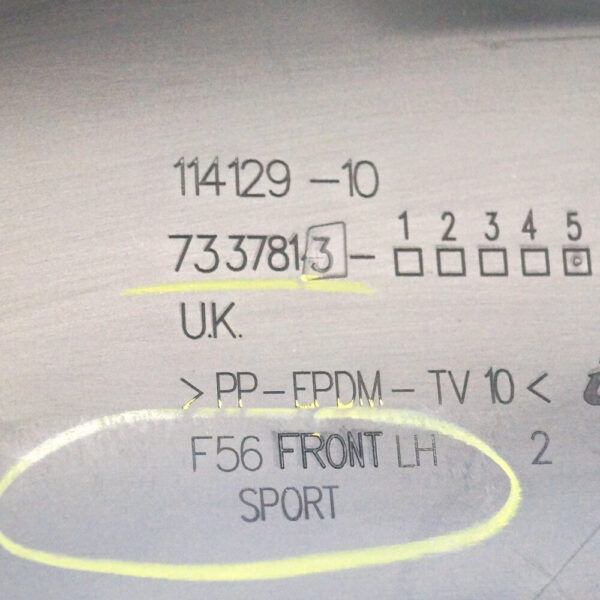 114129 -10
1 2 3 4 5
7337813-
U.K.
>PP-EPDM-TV 10<
F56 FRONT LH 2
SPORT